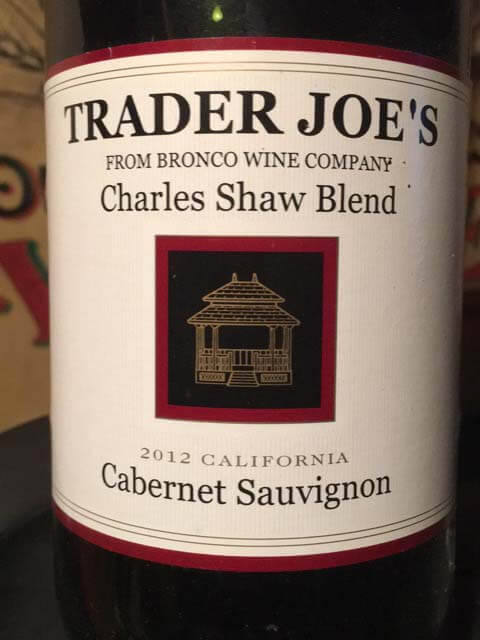 TRADER JOE'S
FROM BRONCO WINE COMPANY
Charles Shaw Blend
2012 CALIFORNIA
Cabernet Sauvignon